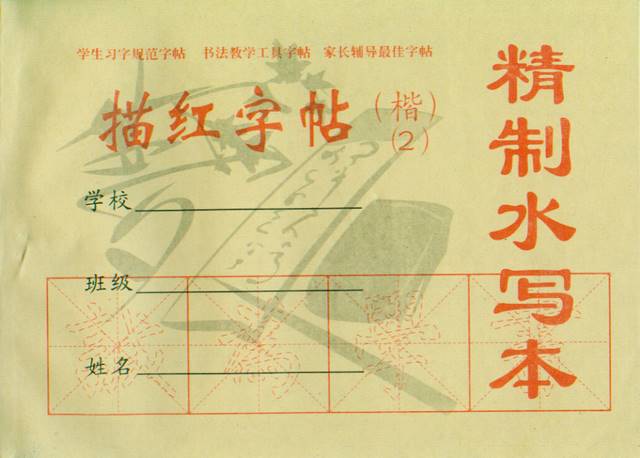 学生习字规范字帖 书法教学工具字帖 家长辅导最佳字帖
描红字帖（楷）
（2）
精制水写本
学校
班级
姓名